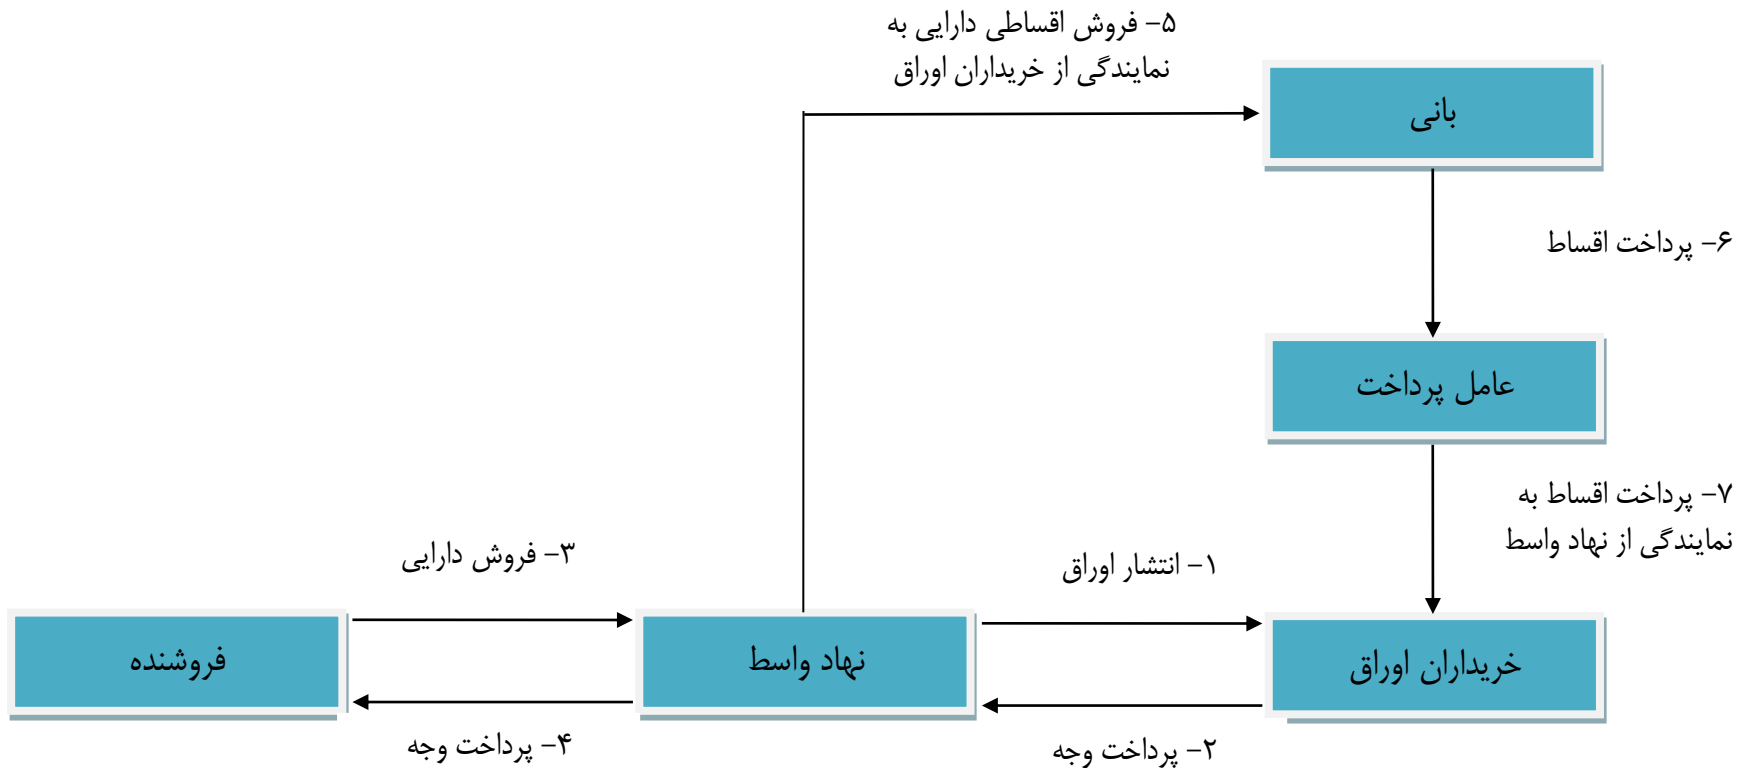 ۵- فروش اقساطی دارایی به
نمایندگی از خریداران اوراق
بانی
۶- پرداخت اقساط
عامل پرداخت
۷- پرداخت اقساط به
نمایندگی از نهاد واسط
۳- فروش دارایی
۱- انتشار اوراق
فروشنده
نهاد واسط
خریداران اوراق
۴- پرداخت وجه
۲- پرداخت وجه